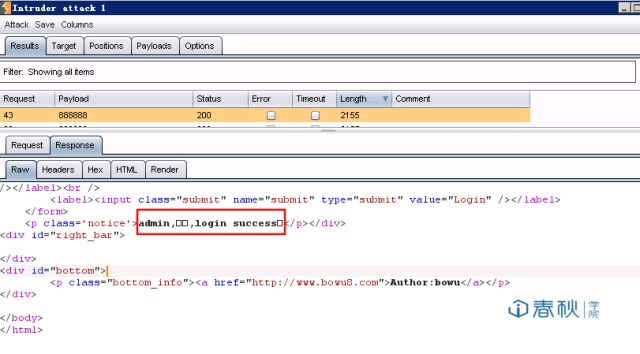 Intruder attack 1
Attack Save Columns
Results Target Positions Payloads Options
Filter: Showing all items
Request Payload Status Error Timeout Length Comment
43 888888 200 2155
Request Response
Raw Headers Hex HTML Render
/></label><br />
<label><input class="submit" name="submit" type="submit" value="Login" /></label>
</form>
<p class='notice'>admin,□□,login success□</p></div>
<div id="right_bar">
</div>
<div id="bottom">
<p class="bottom_info"><a href="http://www.bowu8.com">Author:bowu</a></p>
</div>
</body>
</html>
春秋学院